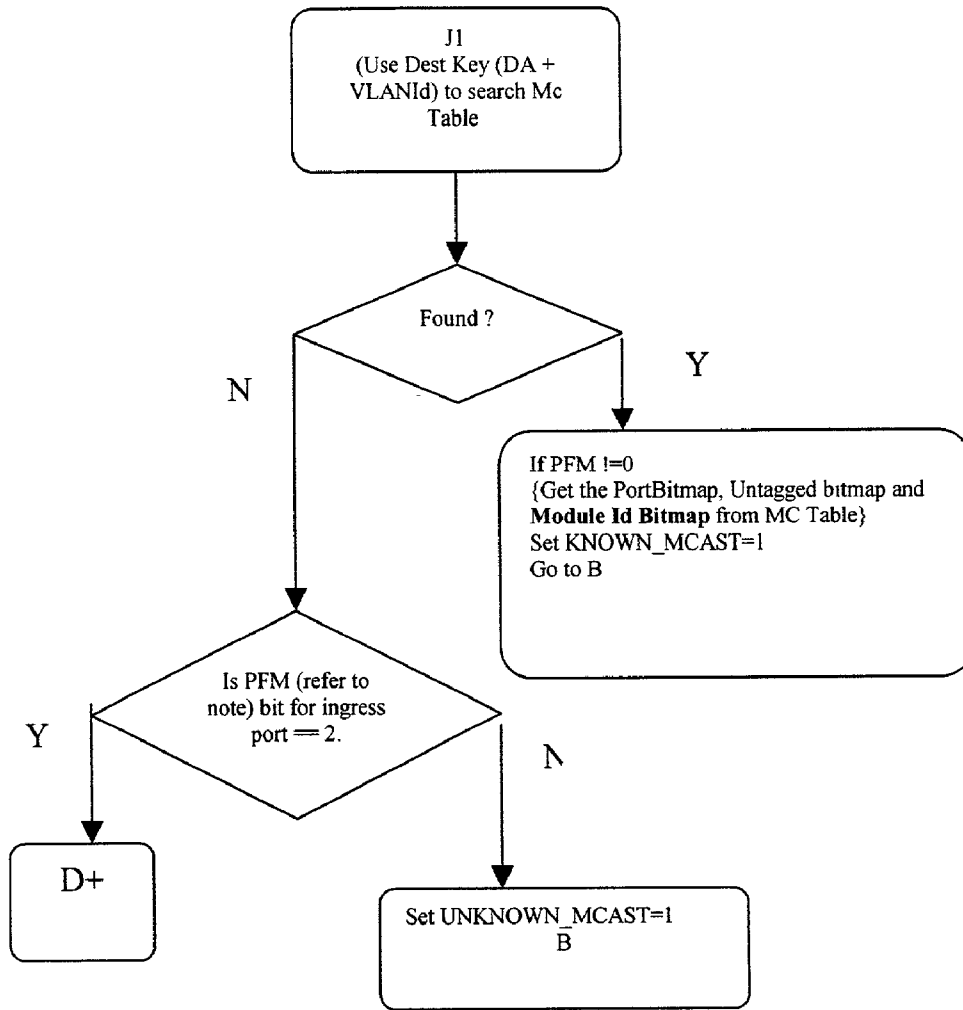 J1
(Use Dest Key (DA +
VLANId) to search Mc
Table
Found ?
N
Y
If PFM !=0
{Get the PortBitmap, Untagged bitmap and
Module Id Bitmap from MC Table}
Set KNOWN_MCAST=1
Go to B
Is PFM (refer to
note) bit for ingress
port == 2.
Y
N
D+
Set UNKNOWN_MCAST=1
B